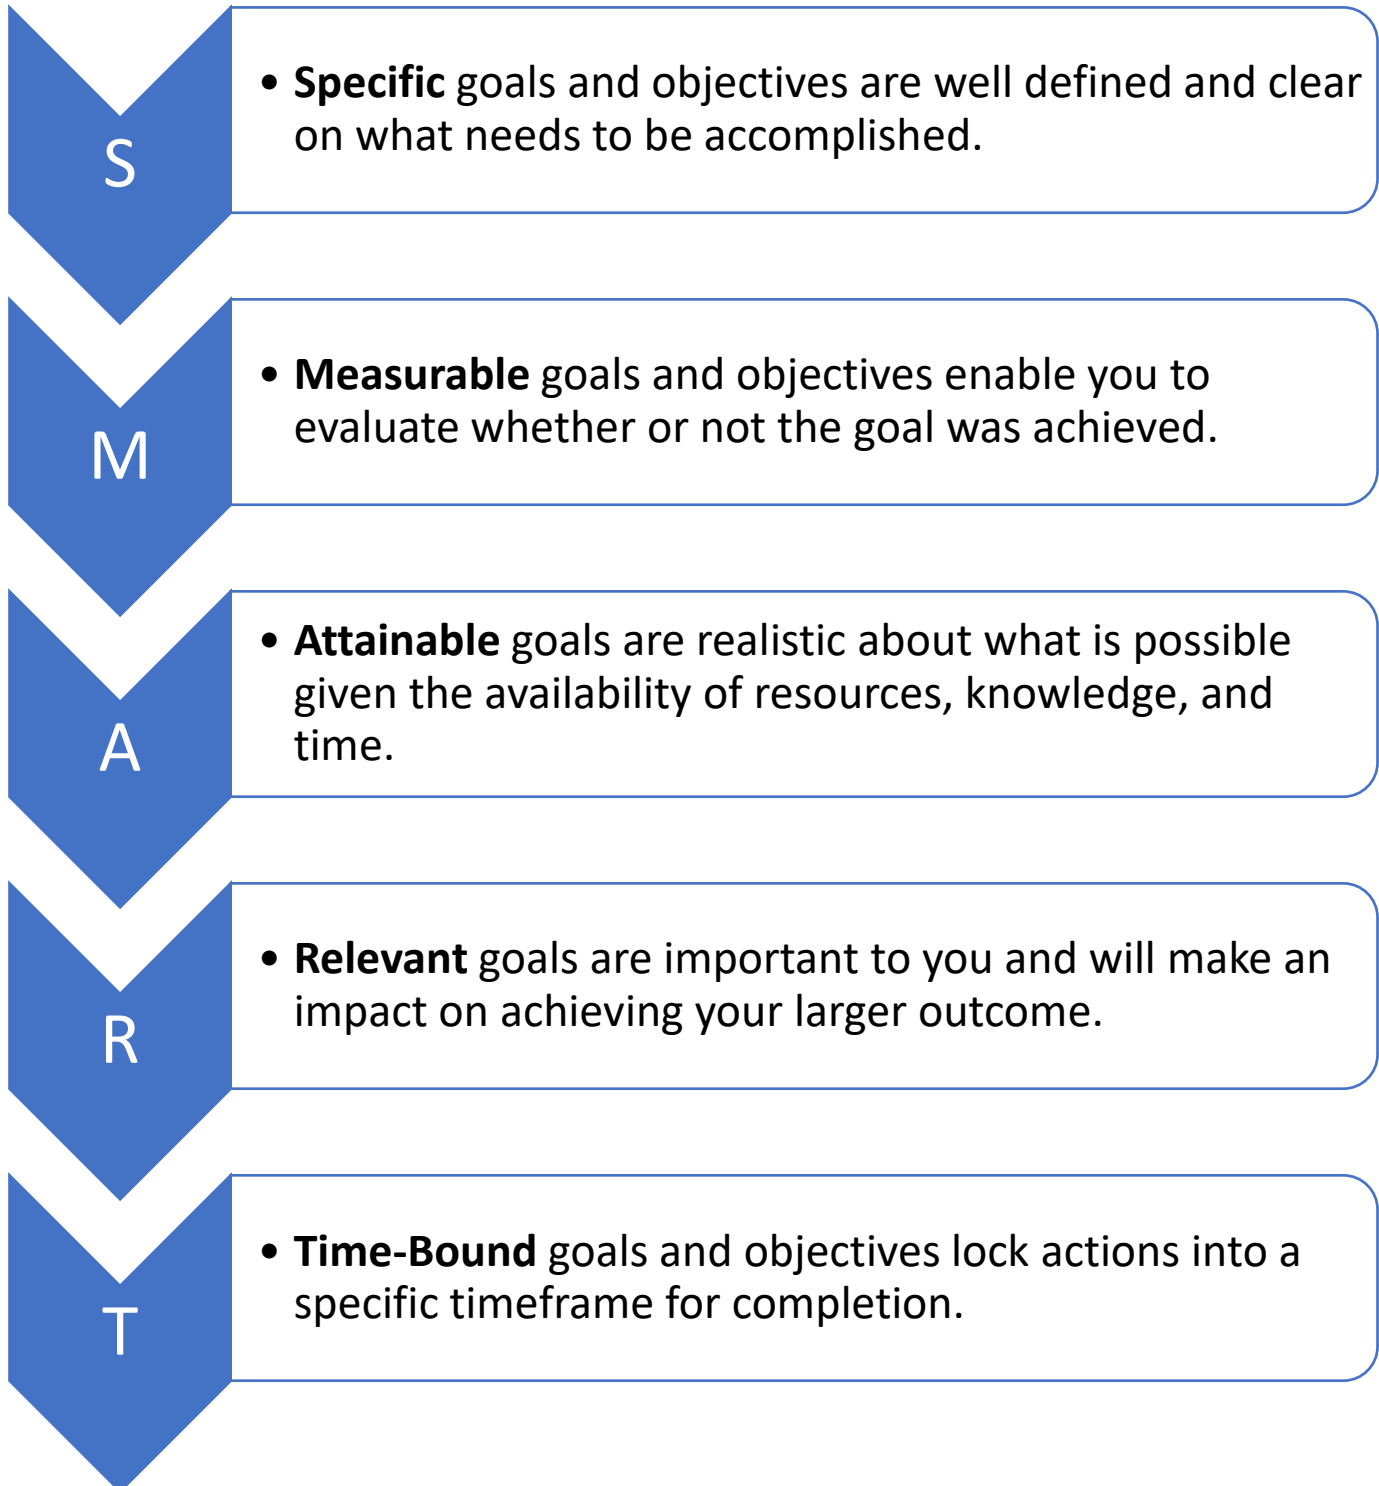 S
• Specific goals and objectives are well defined and clear
on what needs to be accomplished.
M
• Measurable goals and objectives enable you to
evaluate whether or not the goal was achieved.
A
• Attainable goals are realistic about what is possible
given the availability of resources, knowledge, and
time.
R
• Relevant goals are important to you and will make an
impact on achieving your larger outcome.
T
• Time-Bound goals and objectives lock actions into a
specific timeframe for completion.